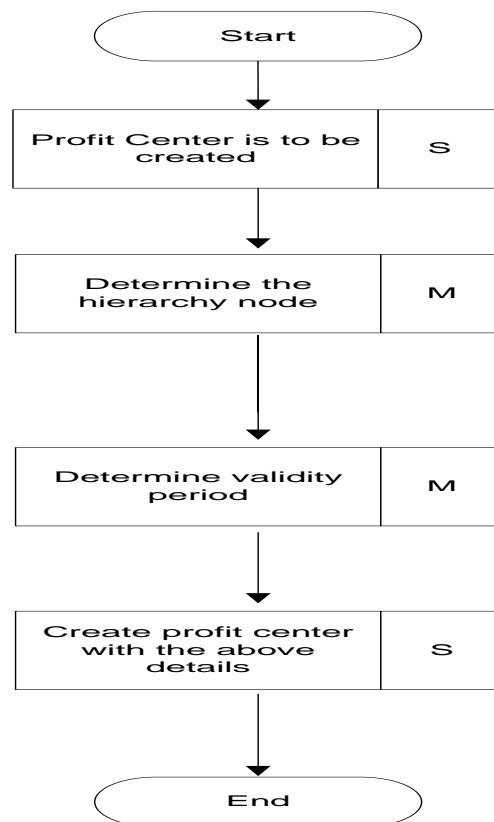 Start
Profit Center is to be
created
S
Determine the
hierarchy node
M
Determine validity
period
M
Create profit center
with the above
details
S
End